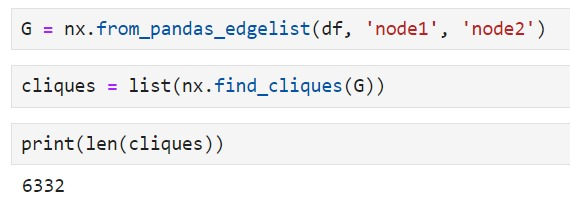 G = nx.from_pandas_edgelist(df, 'node1', 'node2')
cliques = list(nx.find_cliques(G))
print(len(cliques))
6332